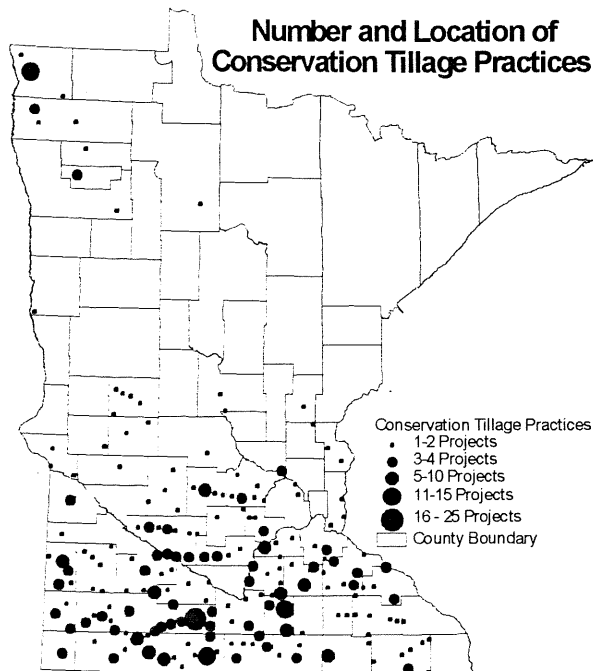 Number and Location of
Conservation Tillage Practices
Conservation Tillage Practices
1-2 Projects
3-4 Projects
5-10 Projects
11-15 Projects
16 - 25 Projects
County Boundary